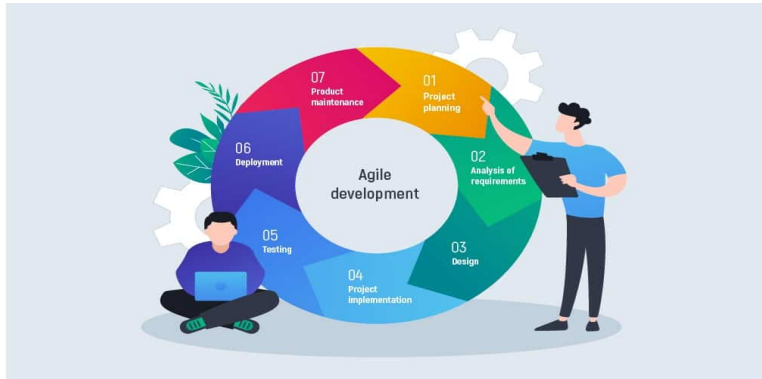 Agile
development
01
Project
planning
02
Analysis of
requirements
03
Design
04
Project
implementation
05
Testing
06
Deployment
07
Product
maintenance